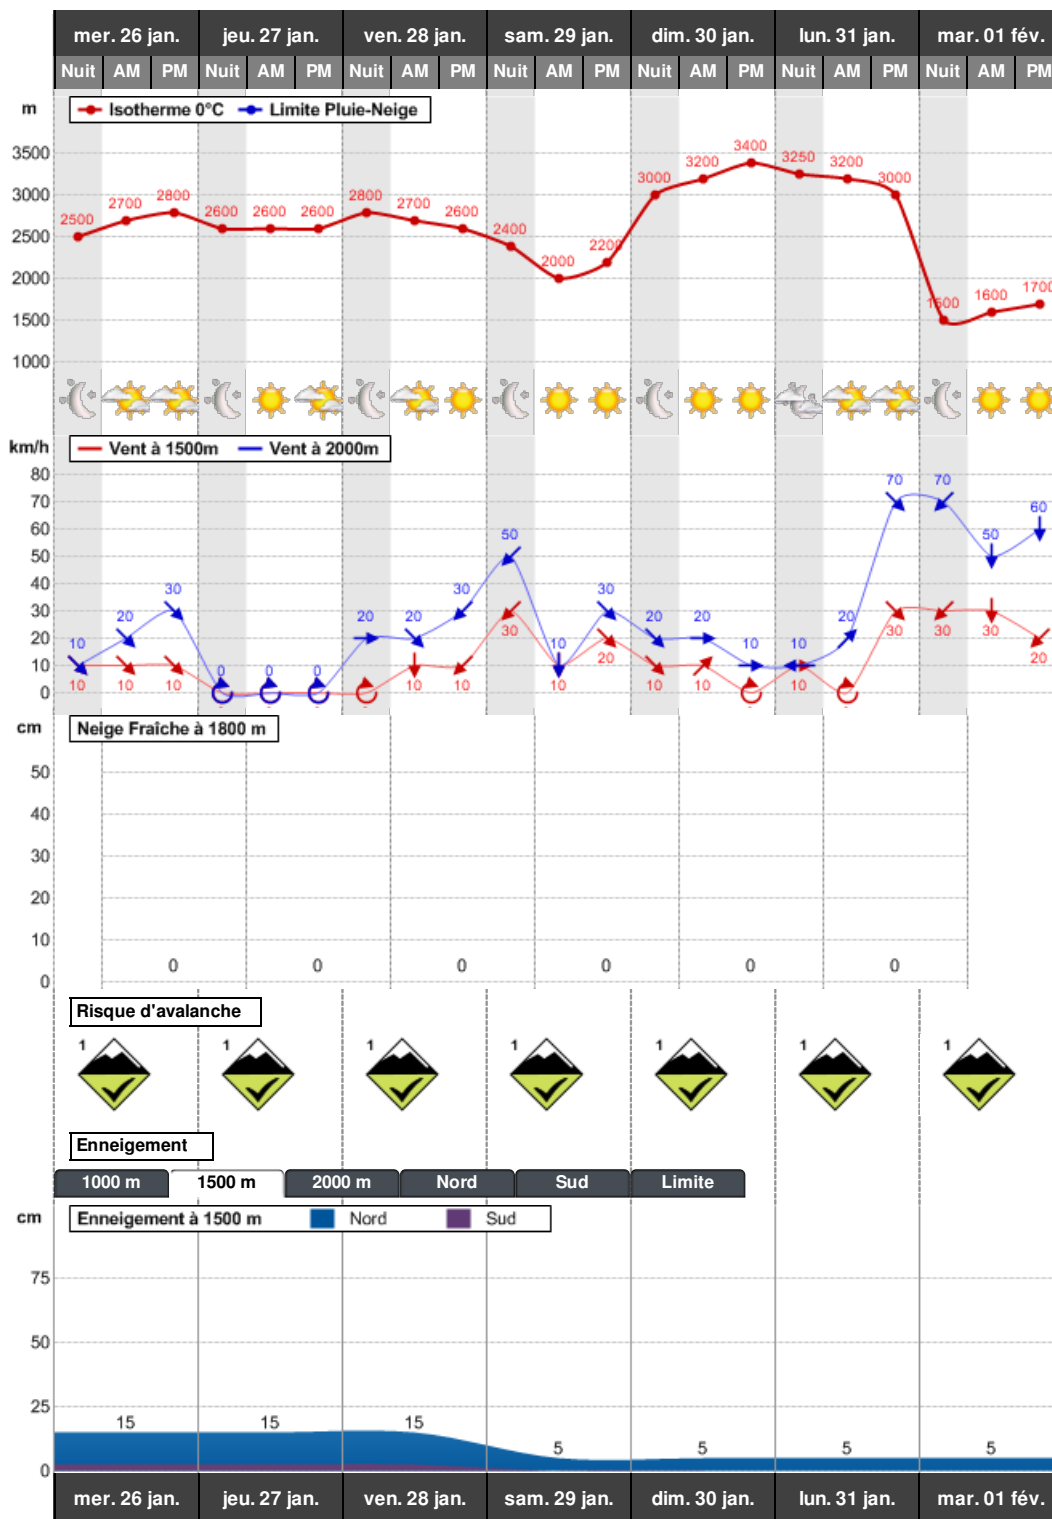 mer. 26 jan. jeu. 27 jan. ven. 28 jan. sam. 29 jan. dim. 30 jan. lun. 31 jan. mar. 01 fév.
Nuit AM PM Nuit AM PM Nuit AM PM Nuit AM PM Nuit AM PM Nuit AM PM Nuit AM PM
m Isotherme 0°C Limite Pluie-Neige
3500
3000
2500
2000
1500
1000
2500 2700 2800 2600 2600 2600 2800 2700 2600 2400 2000 2200 3000 3200 3400 3250 3200 3000 1500 1600 1700
km/h Vent à 1500m Vent à 2000m
80
70
60
50
40
30
20
10
0
10 20 30 0 0 0 20 20 30 50 10 30 20 20 10 10 20 70 70 50 60
10 10 10 10 10 30 10 20 10 10 10 30 30 30 20
cm Neige Fraîche à 1800 m
50
40
30
20
10
0
0 0 0 0 0 0
Risque d'avalanche
1 1 1 1 1 1 1
Enneigement
1000 m 1500 m 2000 m Nord Sud Limite
cm Enneigement à 1500 m Nord Sud
75
50
25
0
15 15 15 5 5 5 5
mer. 26 jan. jeu. 27 jan. ven. 28 jan. sam. 29 jan. dim. 30 jan. lun. 31 jan. mar. 01 fév.